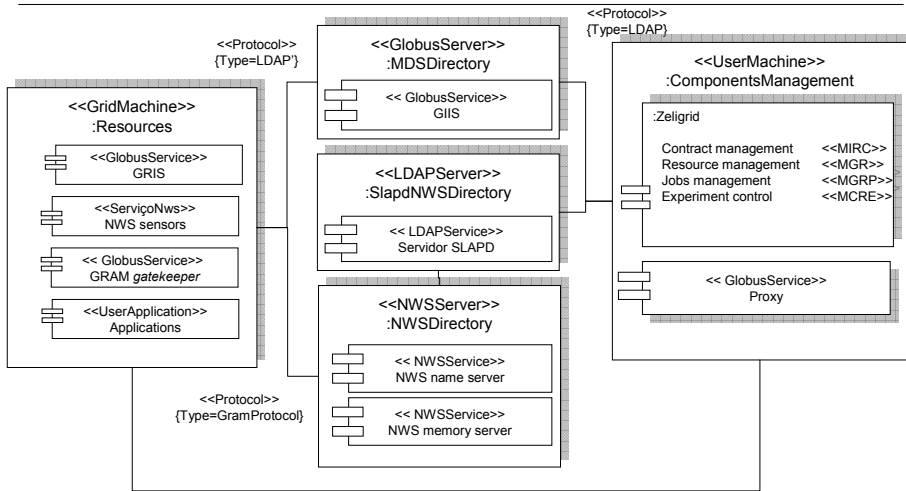 <<Protocol>>
{Type=LDAP'}
<<Protocol>>
{Type=LDAP}
<<GridMachine>>
:Resources
<<GlobusService>>
GRIS
<<ServiçoNws>>
NWS sensors
<< GlobusService>>
GRAM gatekeeper
<<UserApplication>>
Applications
<<GlobusServer>>
:MDSDirectory
<< GlobusService>>
GIIS
<<LDAPServer>>
:SlapdNWSDirectory
<< LDAPService>>
Servidor SLAPD
<<NWSServer>>
:NWSDirectory
<< NWSService>>
NWS name server
<< NWSService>>
NWS memory server
<<Protocol>>
{Type=GramProtocol}
<<UserMachine>>
:ComponentsManagement
:Zeligrid
Contract management <<MIRC>>
Resource management <<MGR>>
Jobs management <<MGRP>>
Experiment control <<MCRE>>
<< GlobusService>>
Proxy